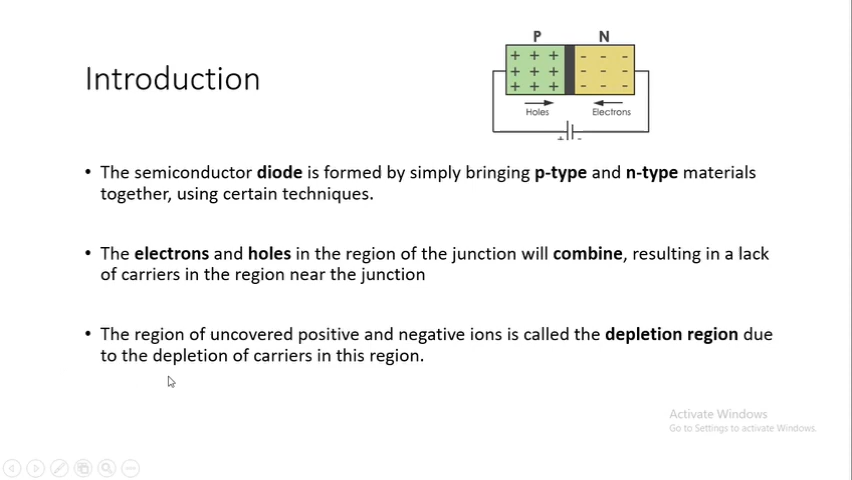 P N
+ + + - - -
+ + + - - -
+ + + - - -
Holes Electrons
+ -
Introduction
• The semiconductor diode is formed by simply bringing p-type and n-type materials
together, using certain techniques.
• The electrons and holes in the region of the junction will combine, resulting in a lack
of carriers in the region near the junction
• The region of uncovered positive and negative ions is called the depletion region due
to the depletion of carriers in this region.
Activate Windows
Go to Settings to activate Windows.